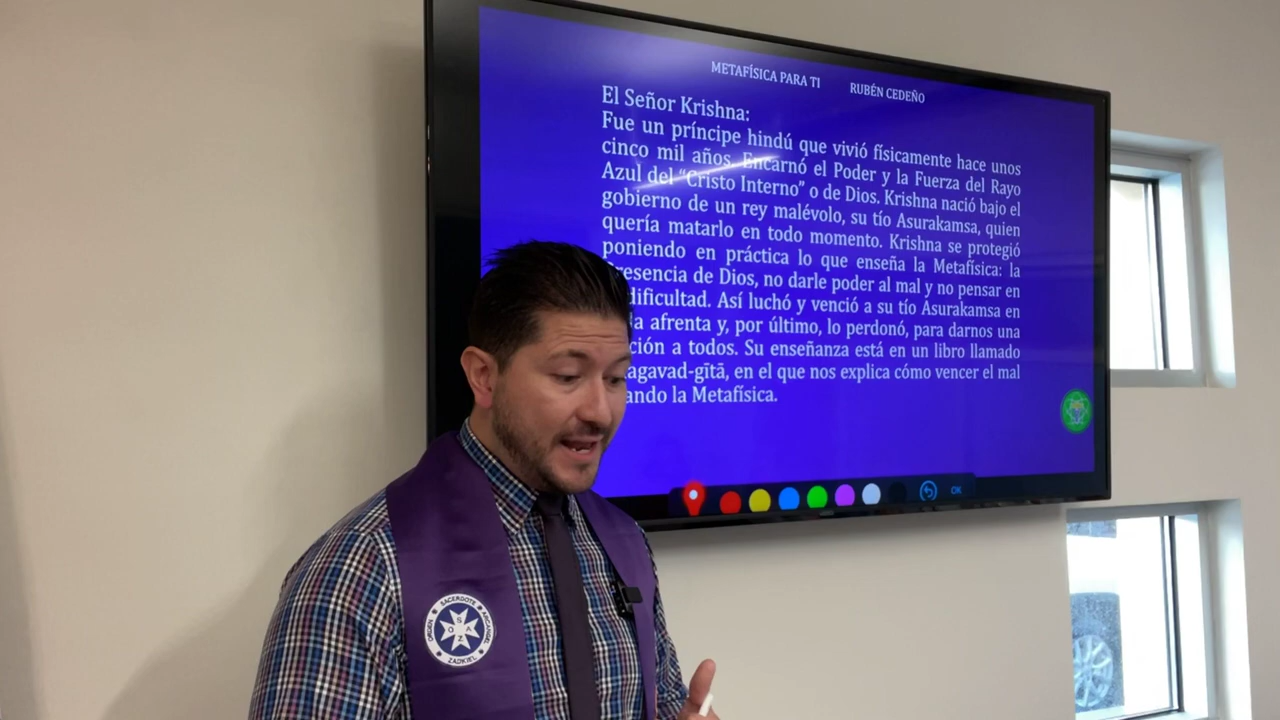 METAFÍSICA PARA TI RUBÉN CEDEÑO
El Señor Krishna:
Fue un príncipe hindú que vivió físicamente hace unos
cinco mil años. Encarnó el Poder y la Fuerza del Rayo
Azul del “Cristo Interno” o de Dios. Krishna nació bajo el
gobierno de un rey malévolo, su tío Asurakamsa, quien
quería matarlo en todo momento. Krishna se protegió
poniendo en práctica lo que enseña la Metafísica: la
resencia de Dios, no darle poder al mal y no pensar en
dificultad. Así luchó y venció a su tío Asurakamsa en
a afrenta y, por último, lo perdonó, para darnos una
ción a todos. Su enseñanza está en un libro llamado
agavad-gītā, en el que nos explica cómo vencer el mal
ando la Metafísica.
OK
ORDEN SACERDOTE ARCÁNGEL
SOAZ
ZADKIEL